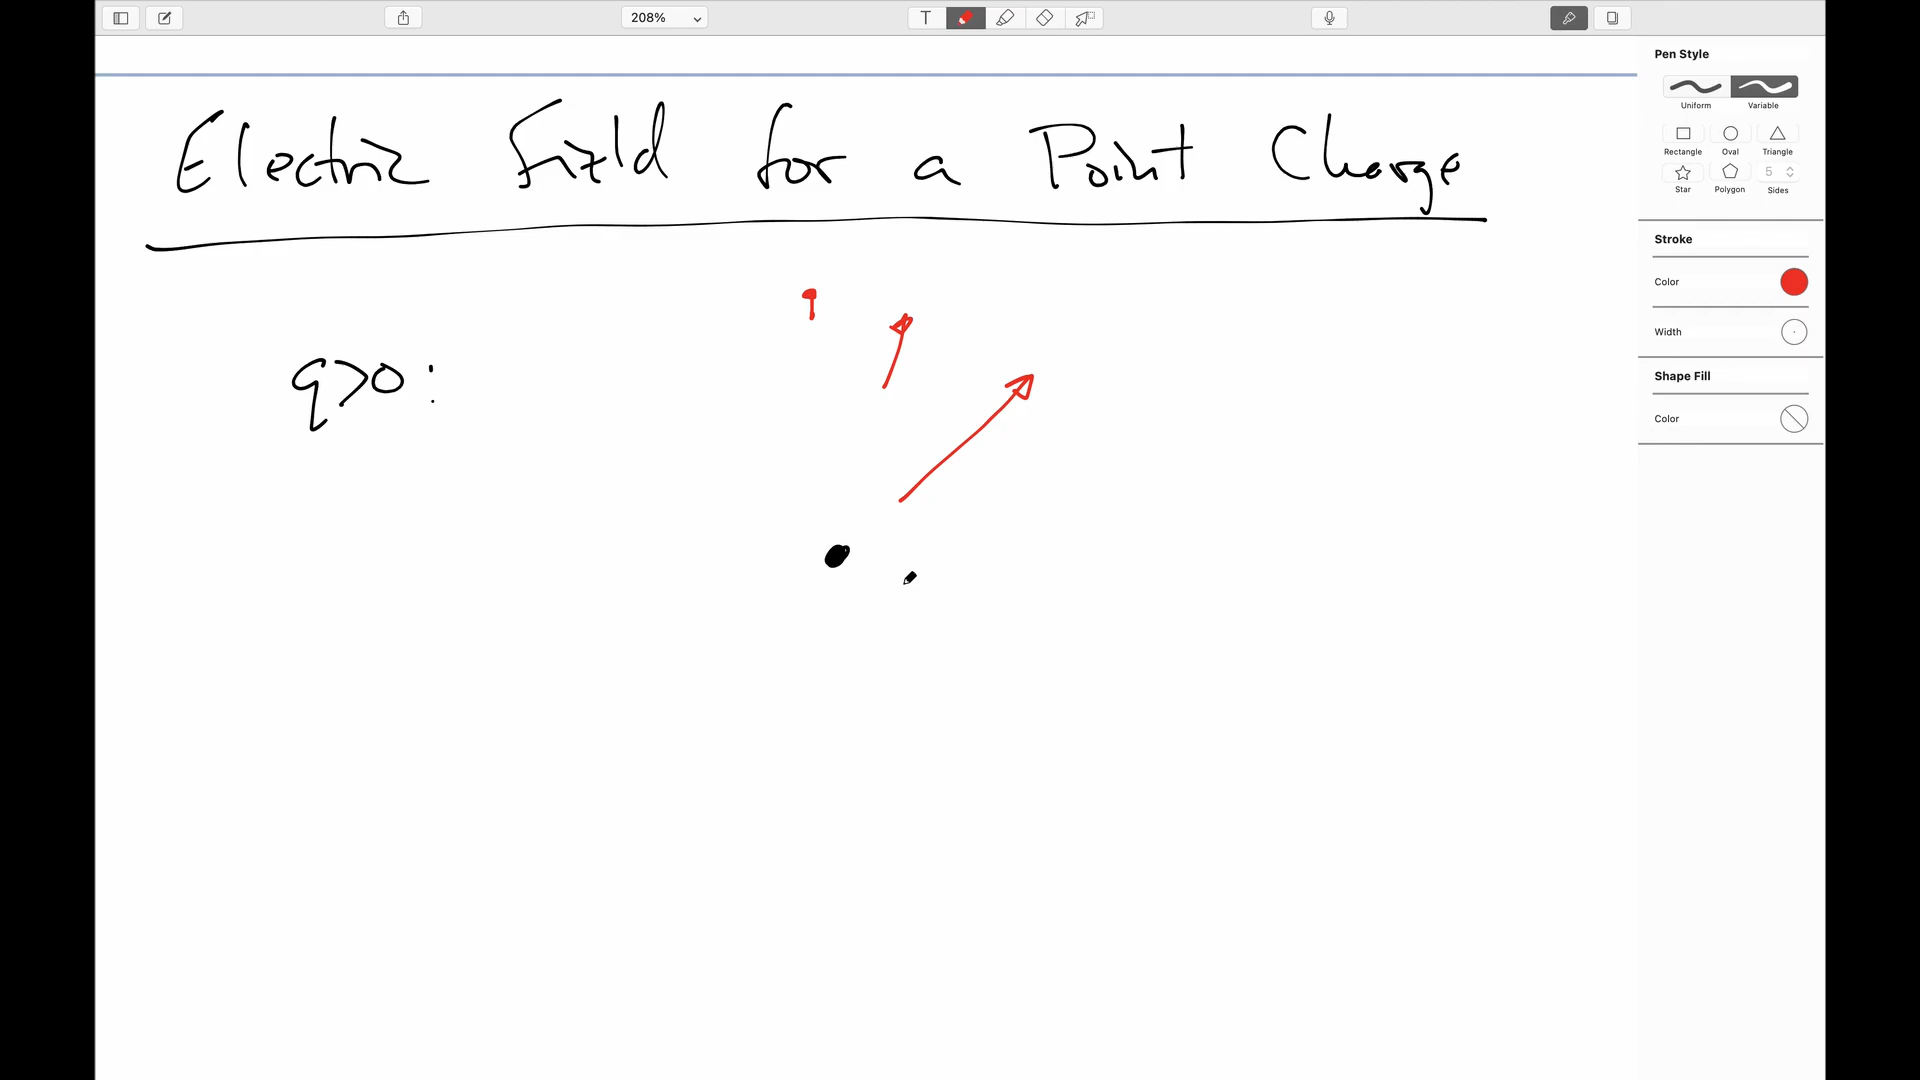 208%
T
Pen Style
Uniform Variable
Rectangle Oval Triangle
5
Star Polygon Sides
Electric Field for a Point Charge
Stroke
Color
Width
Shape Fill
Color
q>0: